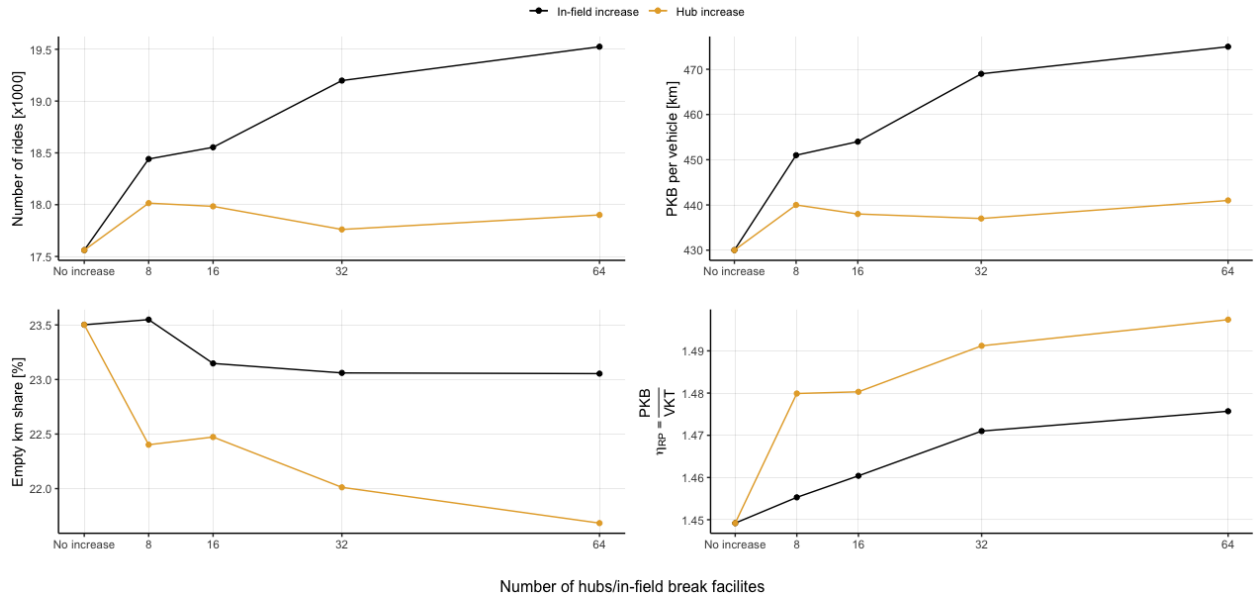 In-field increase Hub increase
Number of rides [x1000]
19.5
19.0
18.5
18.0
17.5
No increase 8 16 32 64
PKB per vehicle [km]
470
460
450
440
430
No increase 8 16 32 64
Empty km share [%]
23.5
23.0
22.5
22.0
No increase 8 16 32 64
ηRP = PKB
VKT
1.49
1.48
1.47
1.46
1.45
No increase 8 16 32 64
Number of hubs/in-field break facilites